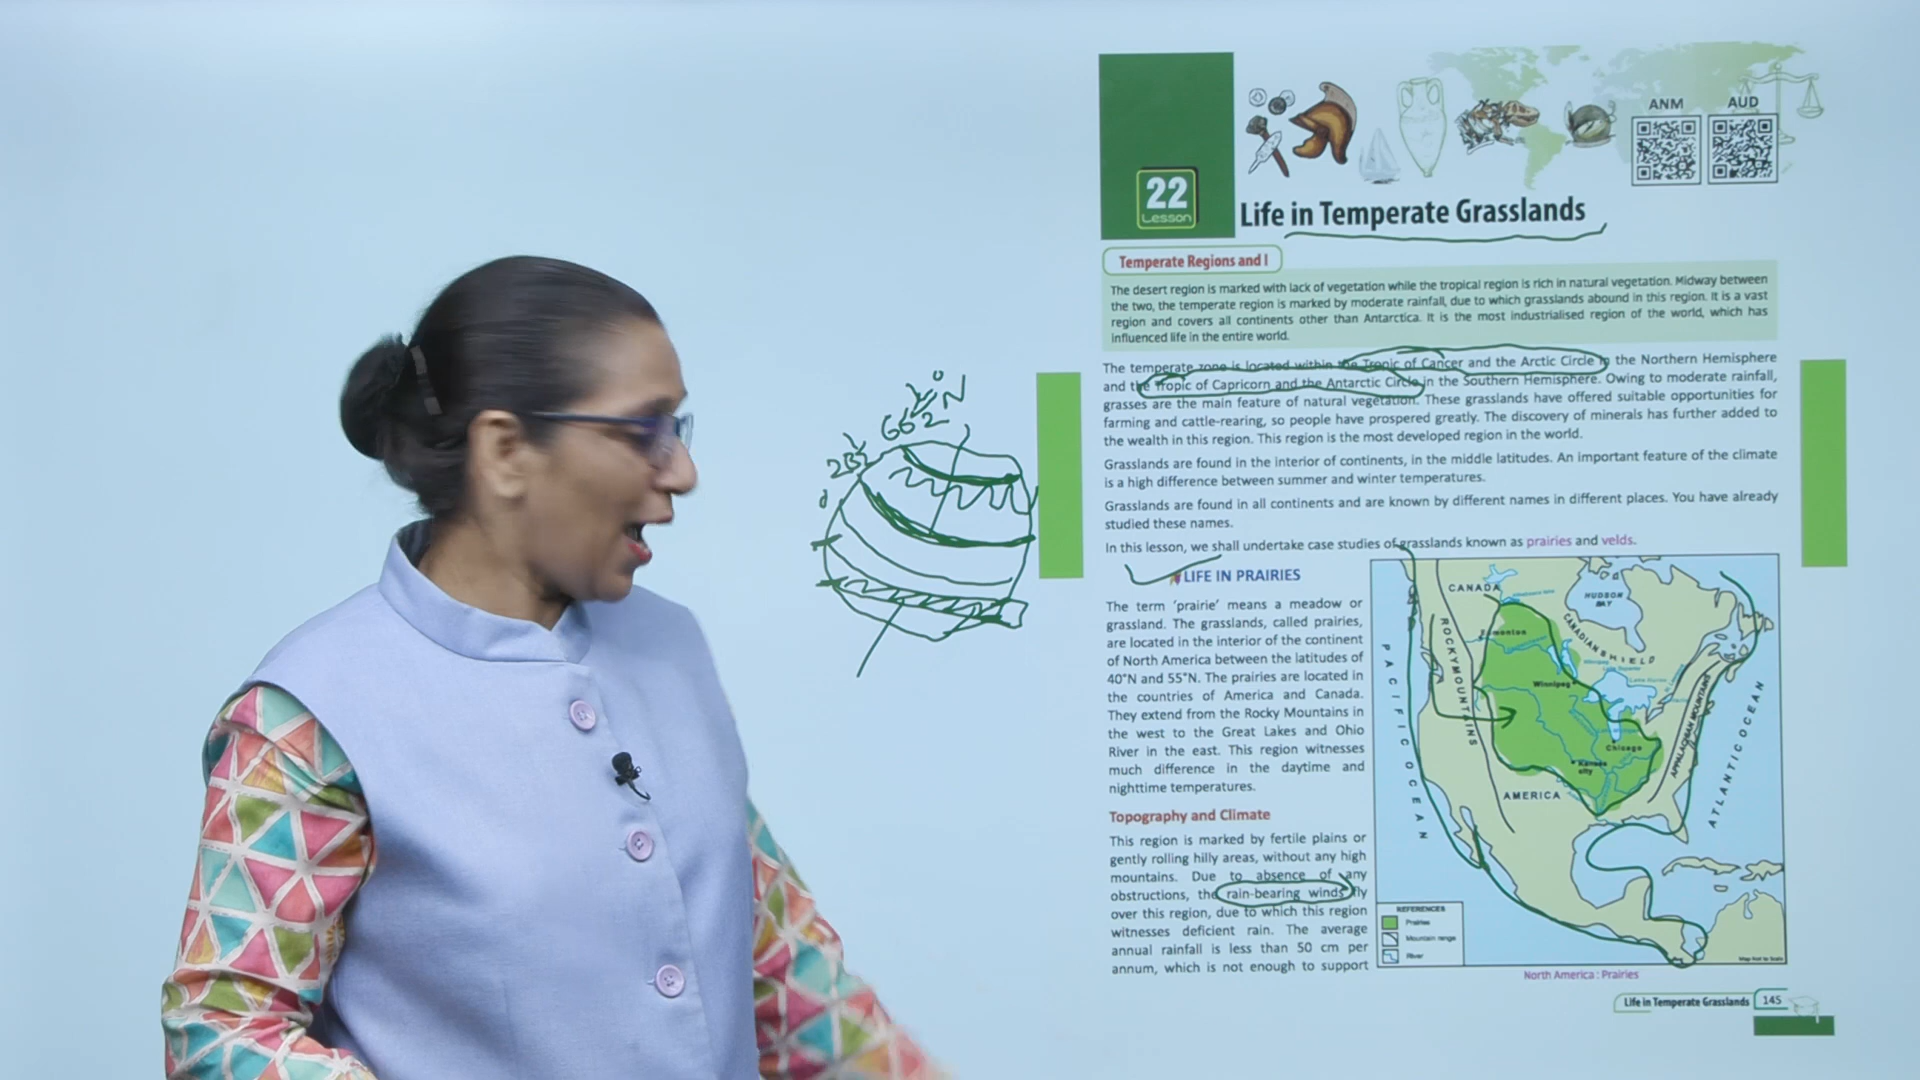 ANM
AUD
22
Lesson
Life in Temperate Grasslands
Temperate Regions and I
The desert region is marked with lack of vegetation while the tropical region is rich in natural vegetation. Midway between
the two, the temperate region is marked by moderate rainfall, due to which grasslands abound in this region. It is a vast
region and covers all continents other than Antarctica. It is the most industrialised region of the world, which has
influenced life in the entire world.
The temperate zone is located within the Tropic of Cancer and the Arctic Circle in the Northern Hemisphere
and the Tropic of Capricorn and the Antarctic Circle in the Southern Hemisphere. Owing to moderate rainfall,
grasses are the main feature of natural vegetation. These grasslands have offered suitable opportunities for
farming and cattle-rearing, so people have prospered greatly. The discovery of minerals has further added to
the wealth in this region. This region is the most developed region in the world.
Grasslands are found in the interior of continents, in the middle latitudes. An important feature of the climate
is a high difference between summer and winter temperatures.
Grasslands are found in all continents and are known by different names in different places. You have already
studied these names.
In this lesson, we shall undertake case studies of grasslands known as prairies and velds.
LIFE IN PRAIRIES
The term 'prairie' means a meadow or
grassland. The grasslands, called prairies,
are located in the interior of the continent
of North America between the latitudes of
40°N and 55°N. The prairies are located in
the countries of America and Canada.
They extend from the Rocky Mountains in
the west to the Great Lakes and Ohio
River in the east. This region witnesses
much difference in the daytime and
nighttime temperatures.
Topography and Climate
This region is marked by fertile plains or
gently rolling hilly areas, without any high
mountains. Due to absence of any
obstructions, the rain-bearing winds fly
over this region, due to which this region
witnesses deficient rain. The average
annual rainfall is less than 50 cm per
annum, which is not enough to support
CANADA
HUDSON
BAY
CANADIAN SHIELD
Edmonton
ROCKY MOUNTAINS
Winnipeg
PACIFIC OCEAN
Chicago
Kansas
city
APPALACHIAN MOUNTAINS
ATLANTIC OCEAN
AMERICA
REFERENCES
Prairies
Mountain range
River
Map Not to Scale
North America : Prairies
Life in Temperate Grasslands 145